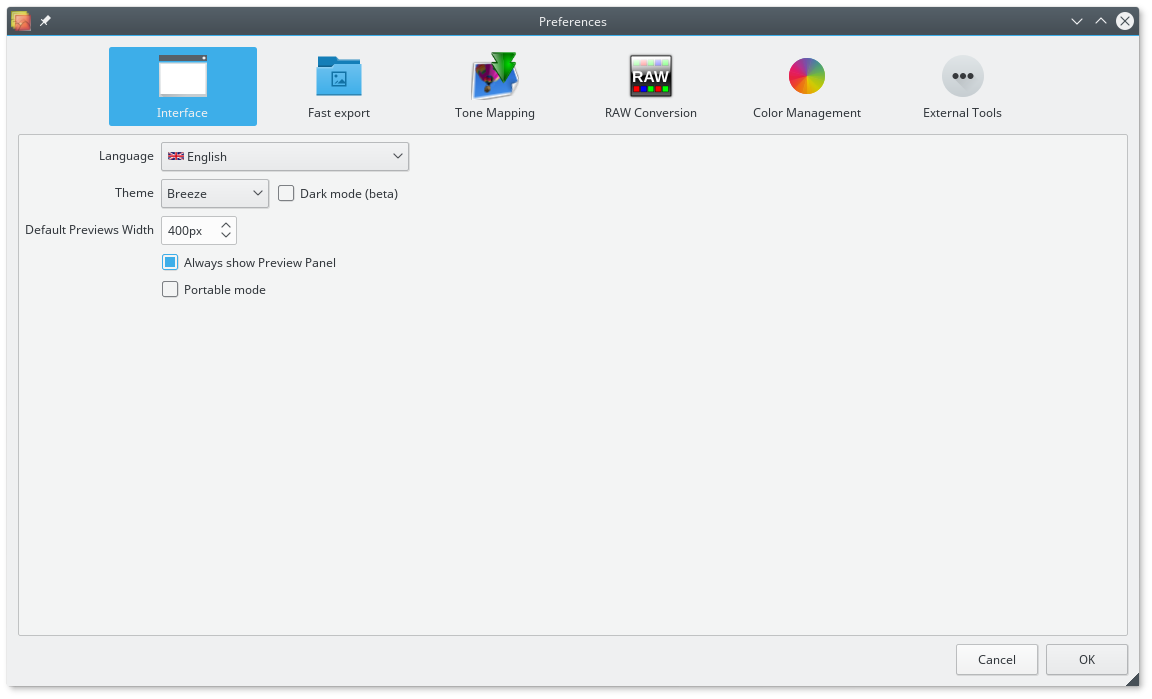 Preferences
Interface
Fast export
Tone Mapping
RAW
RAW Conversion
Color Management
External Tools
Language English
Theme Breeze Dark mode (beta)
Default Previews Width 400px
Always show Preview Panel
Portable mode
Cancel OK